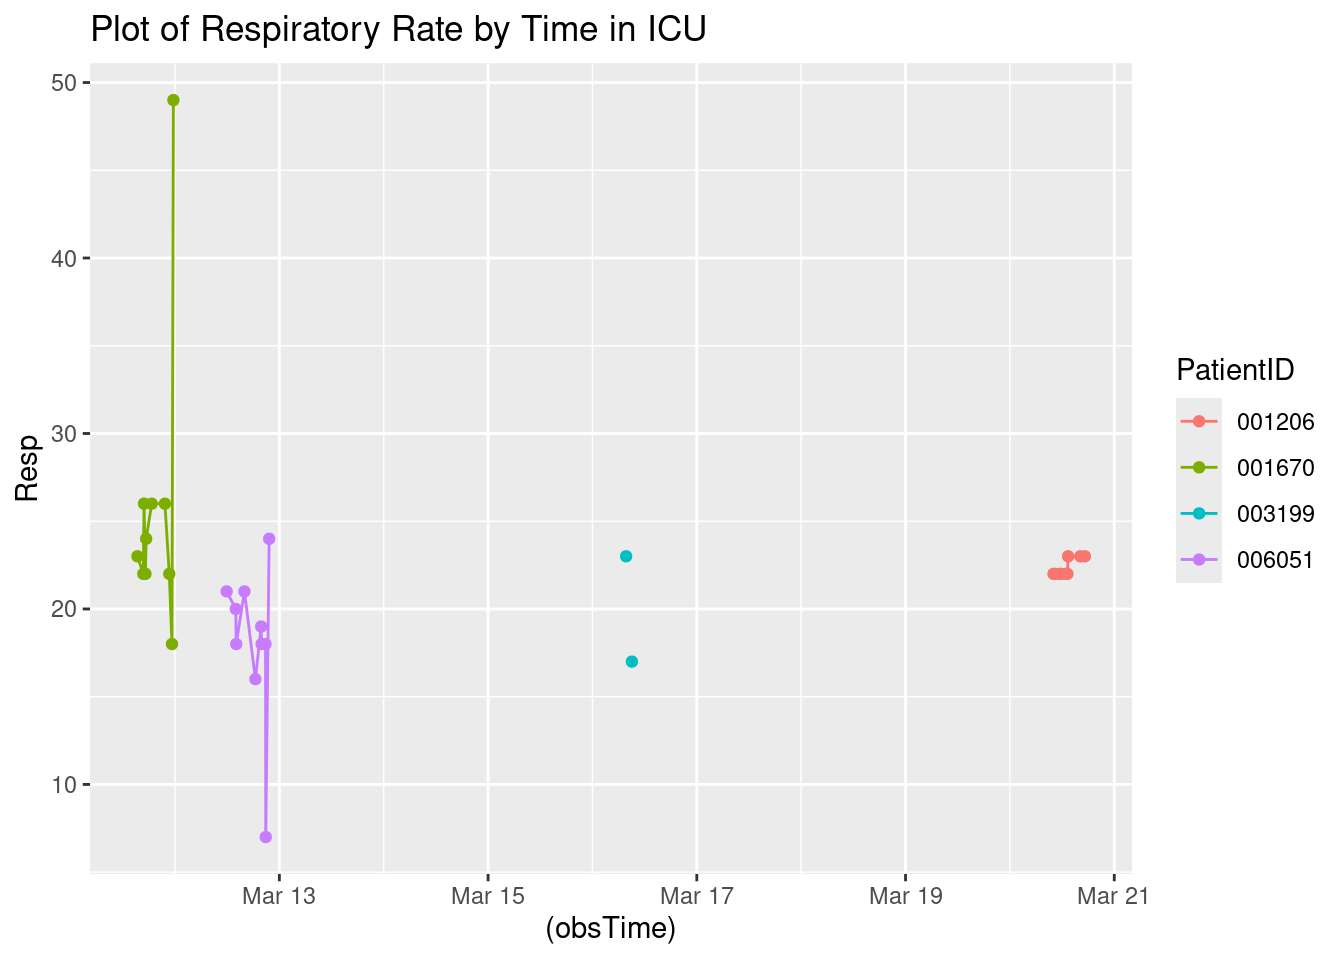 Plot of Respiratory Rate by Time in ICU
50
40
30
20
10
Resp
Mar 13
Mar 15
Mar 17
Mar 19
Mar 21
(obsTime)
PatientID
001206
001670
003199
006051